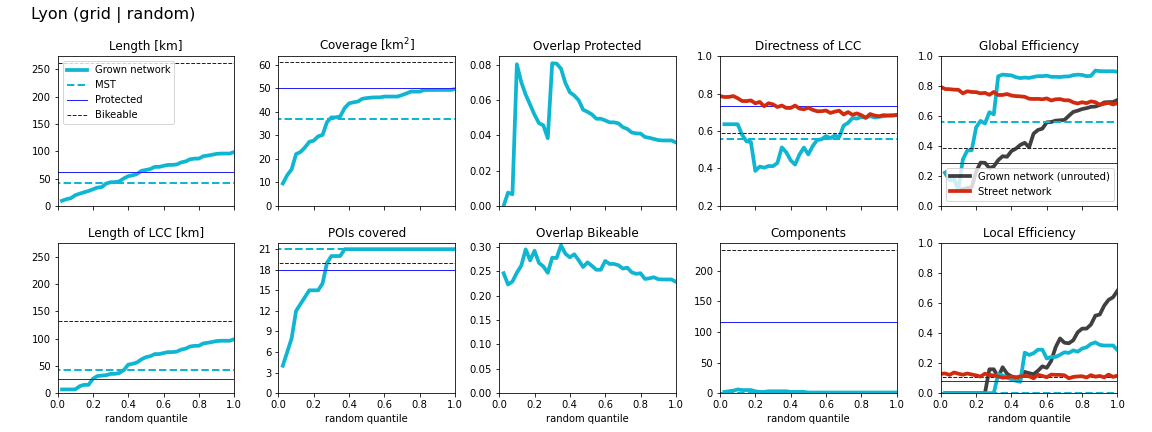 Lyon (grid | random)
Length [km]
Coverage [km²]
Overlap Protected
Directness of LCC
Global Efficiency
250
200
150
100
50
0
Grown network
MST
Protected
Bikeable
60
50
40
30
20
10
0
0.08
0.06
0.04
0.02
0.00
1.0
0.8
0.6
0.4
0.2
1.0
0.8
0.6
0.4
0.2
0.0
Grown network (unrouted)
Street network
Length of LCC [km]
POIs covered
Overlap Bikeable
Components
Local Efficiency
250
200
150
100
50
0
0.0 0.2 0.4 0.6 0.8 1.0
random quantile
21
18
15
12
9
6
3
0
0.0 0.2 0.4 0.6 0.8 1.0
random quantile
0.30
0.25
0.20
0.15
0.10
0.05
0.00
0.0 0.2 0.4 0.6 0.8 1.0
random quantile
200
150
100
50
0
0.0 0.2 0.4 0.6 0.8 1.0
random quantile
1.0
0.8
0.6
0.4
0.2
0.0
0.0 0.2 0.4 0.6 0.8 1.0
random quantile